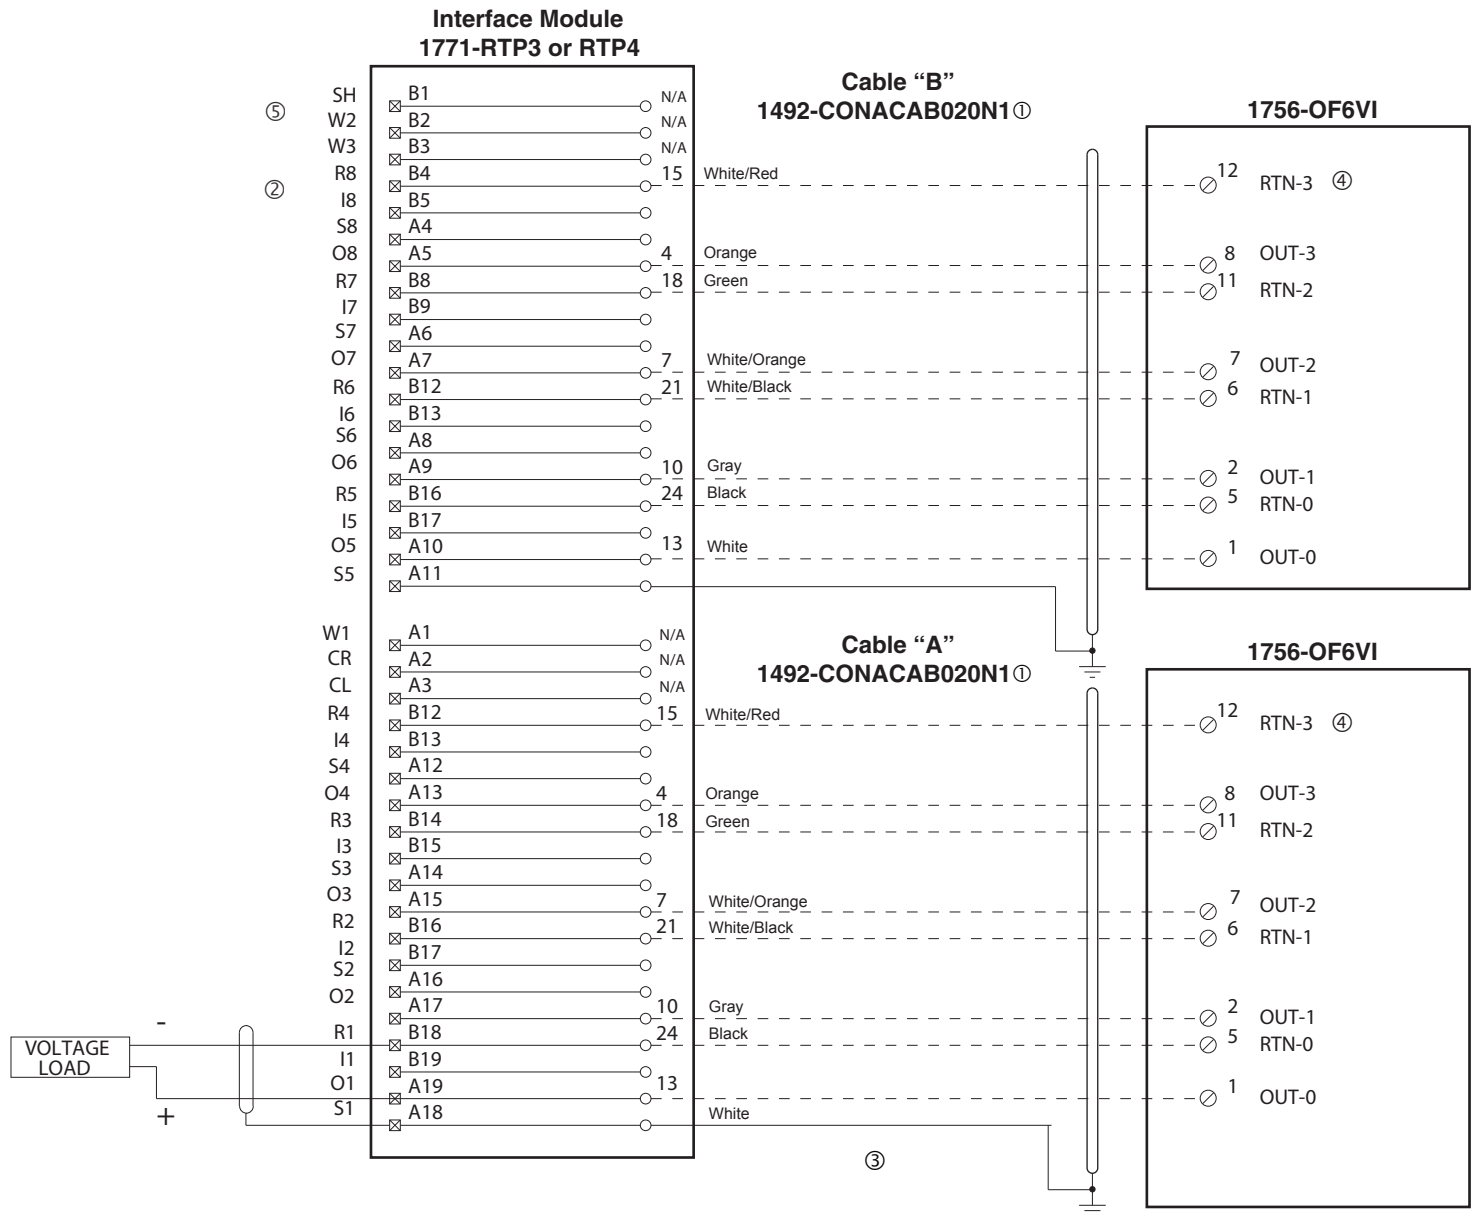 Interface Module
1771-RTP3 or RTP4
Cable “B”
1492-CONACAB020N1①
1756-OF6VI
⑤
②
SH B1 N/A
W2 B2 N/A
W3 B3 N/A
R8 B4 15 White/Red 12 RTN-3 ④
I8 B5
S8 A4
O8 A5 4 Orange 8 OUT-3
R7 B8 18 Green 11 RTN-2
I7 B9
S7 A6
O7 A7 7 White/Orange 7 OUT-2
R6 B12 21 White/Black 6 RTN-1
I6 B13
S6 A8
O6 A9 10 Gray 2 OUT-1
R5 B16 24 Black 5 RTN-0
I5 B17
O5 A10 13 White 1 OUT-0
S5 A11
Cable “A”
1492-CONACAB020N1①
1756-OF6VI
W1 A1 N/A
CR A2 N/A
CL A3 N/A
R4 B12 15 White/Red 12 RTN-3 ④
I4 B13
S4 A12
O4 A13 4 Orange 8 OUT-3
R3 B14 18 Green 11 RTN-2
I3 B15
S3 A14
O3 A15 7 White/Orange 7 OUT-2
R2 B16 21 White/Black 6 RTN-1
I2 B17
S2 A16
O2 A17 10 Gray 2 OUT-1
- R1 B18 24 Black 5 RTN-0
VOLTAGE
LOAD
I1 B19
O1 A19 13 1 OUT-0
+ S1 A18 White
③